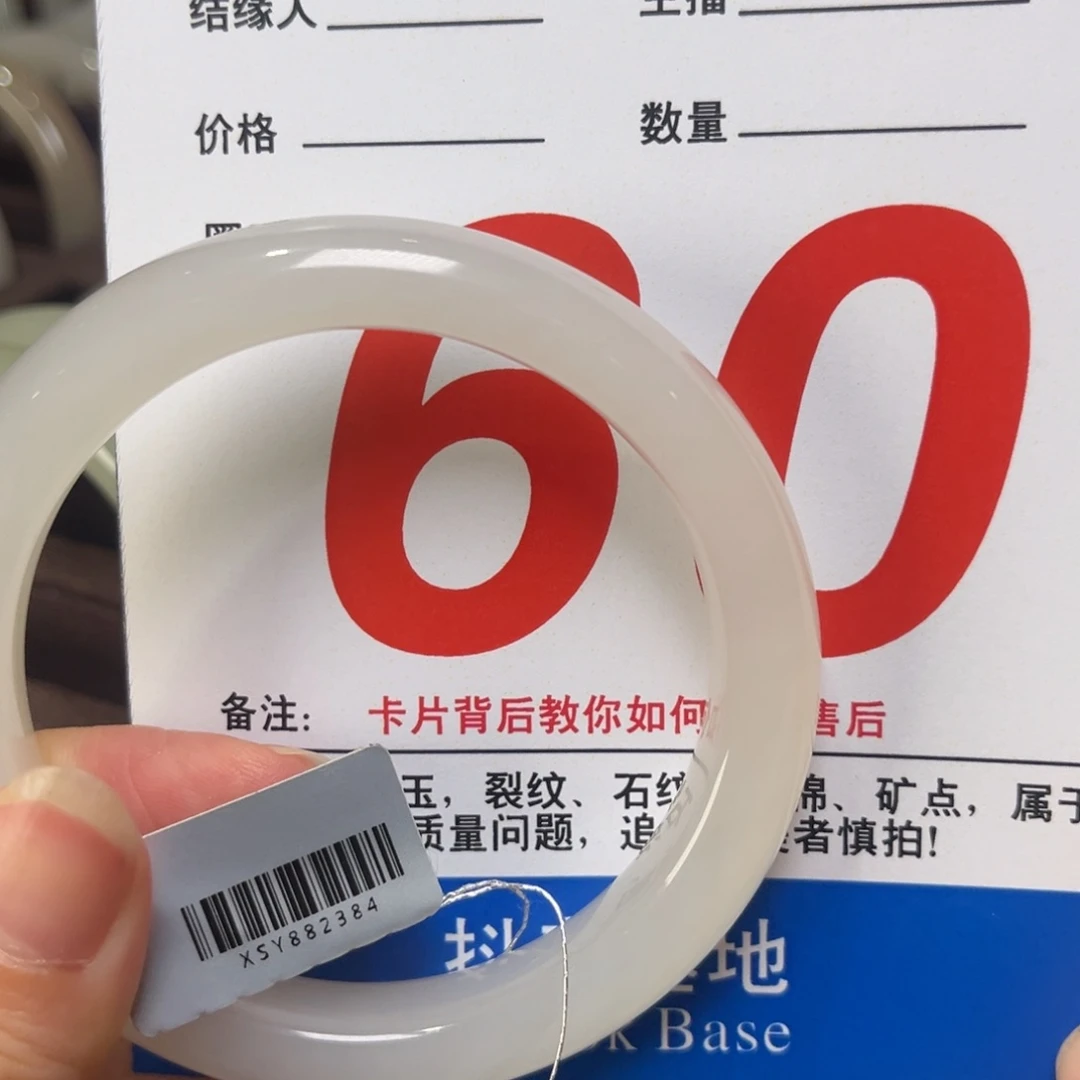 结缘人 主播
价格 数量
60
备注： 卡片背后教你如何 售后
玉，裂纹、石纹 棉、矿点，属于
质量问题，追 者慎拍!
XSY882384
抖 地
k Base